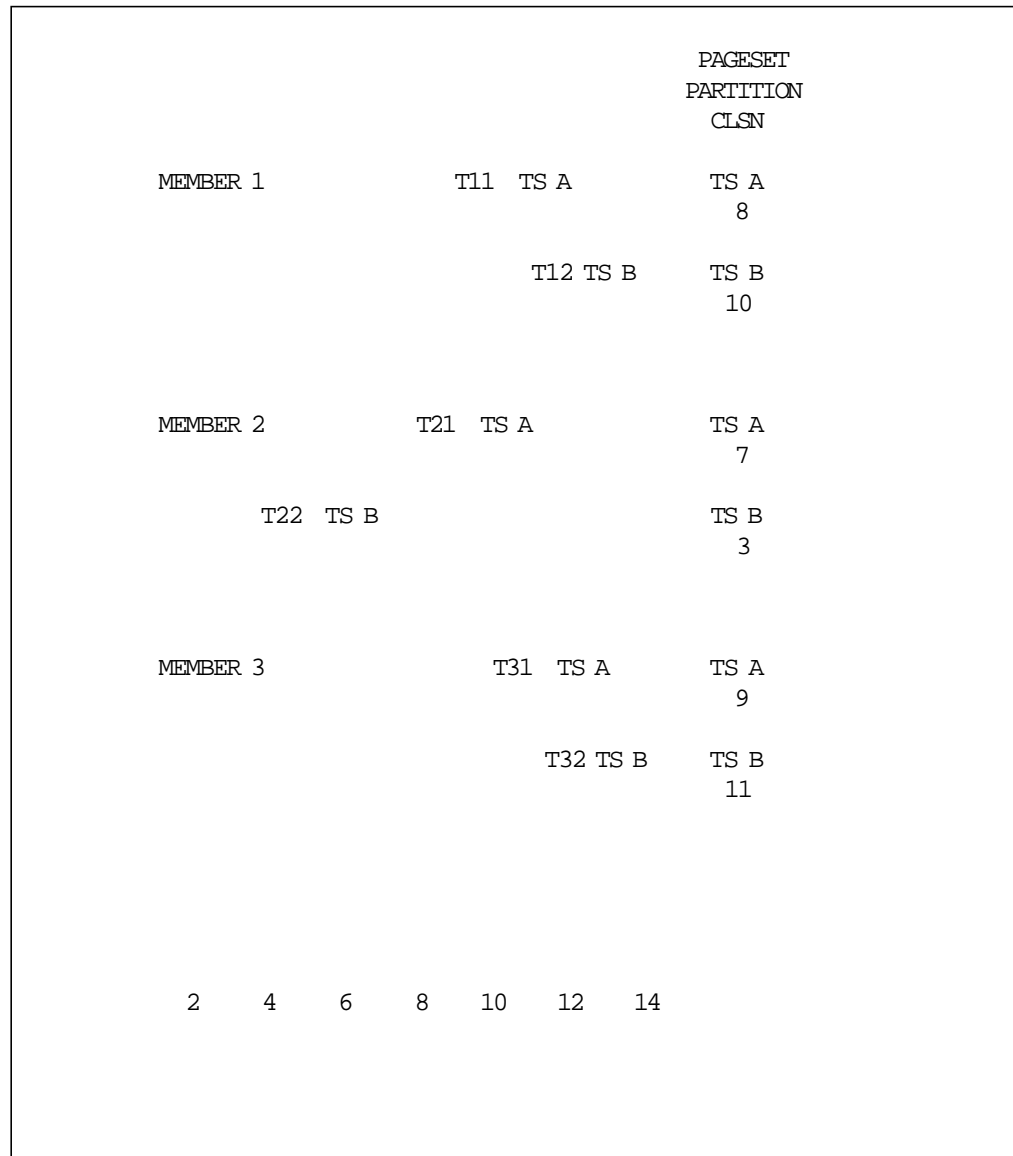 PAGESET
PARTITION
CLSN
MEMBER 1 T11 TS A TS A
8
T12 TS B TS B
10
MEMBER 2 T21 TS A TS A
7
T22 TS B TS B
3
MEMBER 3 T31 TS A TS A
9
T32 TS B TS B
11
2 4 6 8 10 12 14